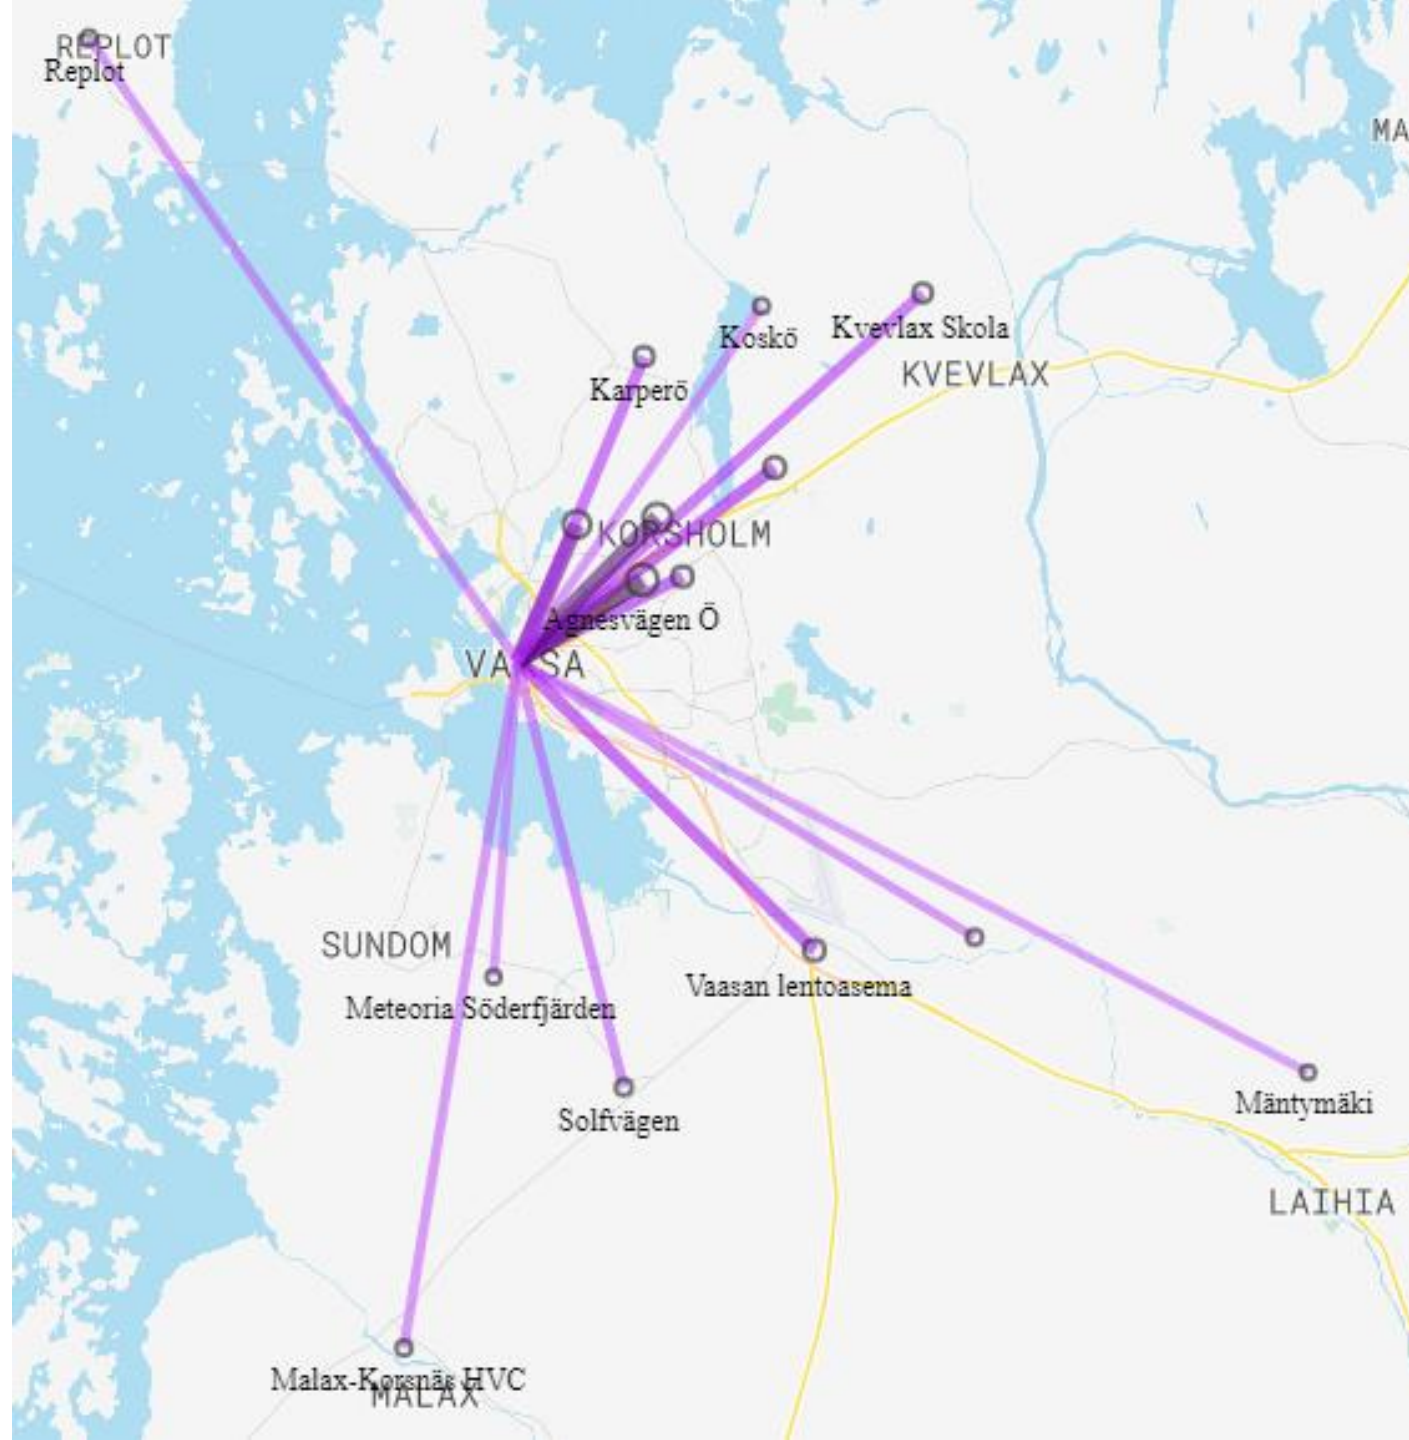 REPLOT
Replot
MA
Koskö
Kvevlax Skola
KVEVLAX
Karperö
KORSHOLM
Agnesvägen Ö
VAASA
SUNDOM
Meteoria Söderfjärden
Vaasan lentoasema
Mäntymäki
Solfvägen
LAIHIA
Malax-Korsnäs HVC
MALAX